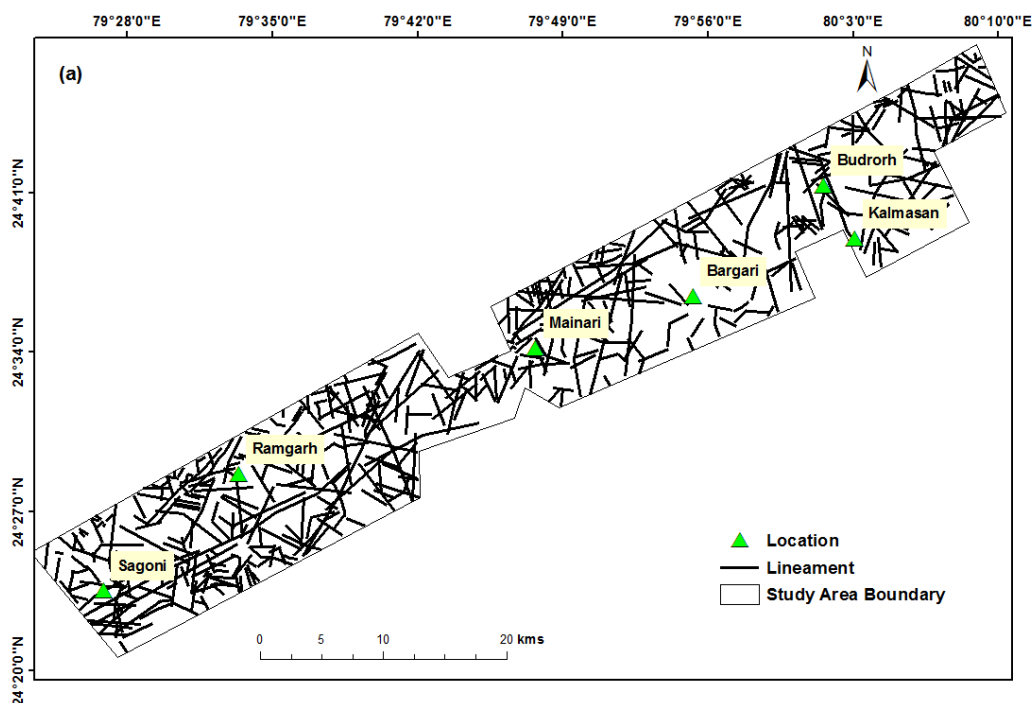 79°28'0"E 79°35'0"E 79°42'0"E 79°49'0"E 79°56'0"E 80°3'0"E 80°10'0"E
(a)
N
Budrorh
24°41'0"N
Kalmasan
Bargari
Mainari
24°34'0"N
Ramgarh
24°27'0"N
Location
Lineament
Sagoni
Study Area Boundary
0 5 10 20 kms
24°20'0"N